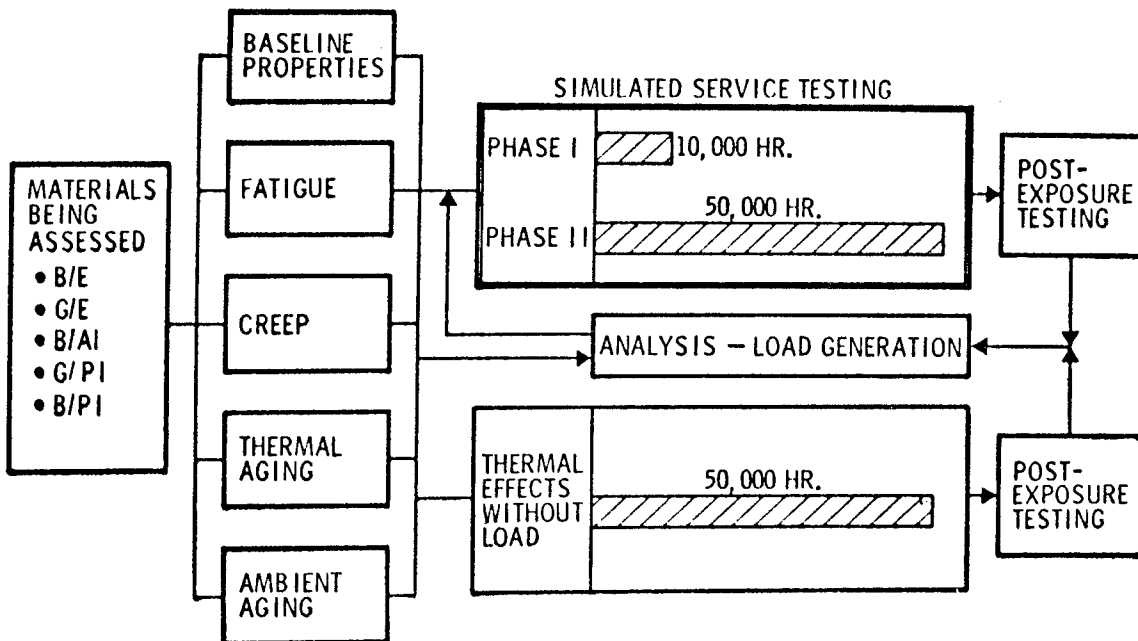 MATERIALS
BEING
ASSESSED
• B/E
• G/E
• B/Al
• G/PI
• B/PI
BASELINE
PROPERTIES
FATIGUE
CREEP
THERMAL
AGING
AMBIENT
AGING
SIMULATED SERVICE TESTING
PHASE I
10,000 HR.
50,000 HR.
PHASE II
ANALYSIS – LOAD GENERATION
THERMAL
EFFECTS
WITHOUT
LOAD
50,000 HR.
POST-
EXPOSURE
TESTING
POST-
EXPOSURE
TESTING